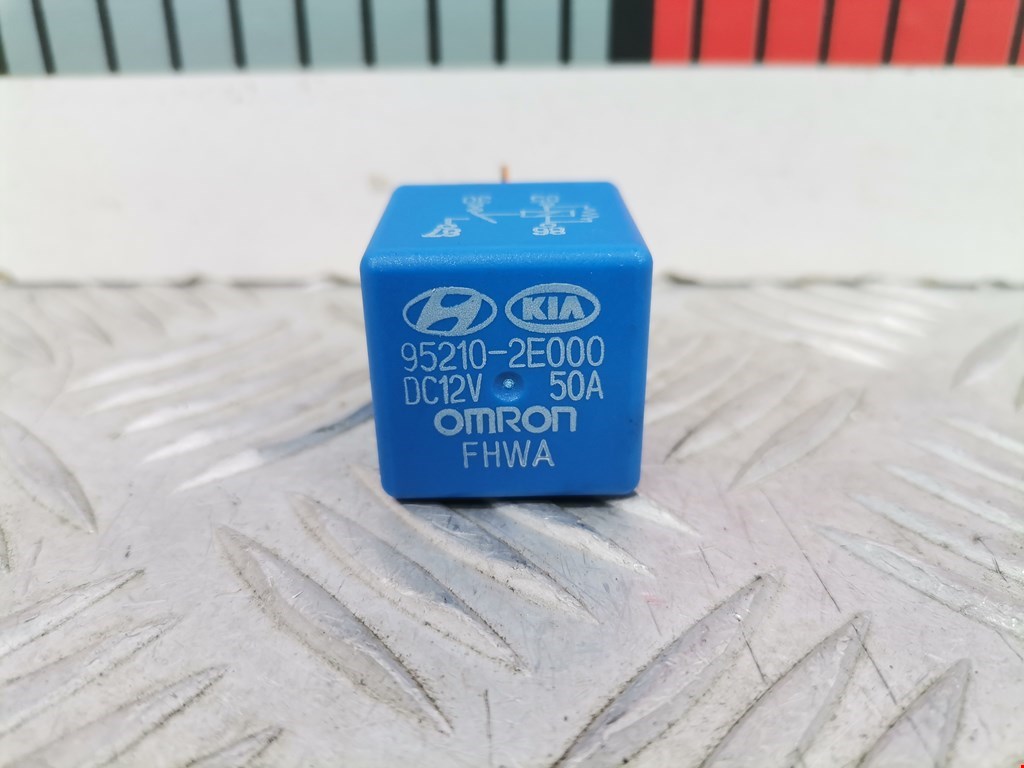 KIA
95210-2E000
DC12V 50A
OMRON
FHWA